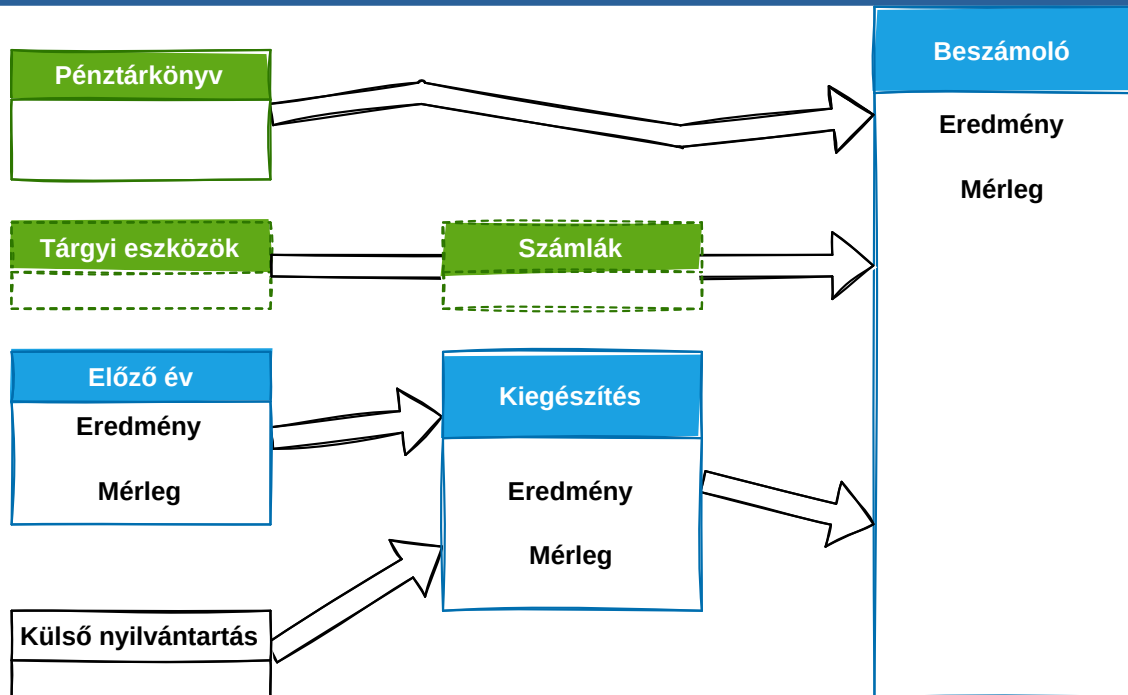 Pénztárkönyv
Beszámoló
Eredmény
Mérleg
Tárgyi eszközök
Számlák
Előző év
Eredmény
Mérleg
Kiegészítés
Eredmény
Mérleg
Külső nyilvántartás